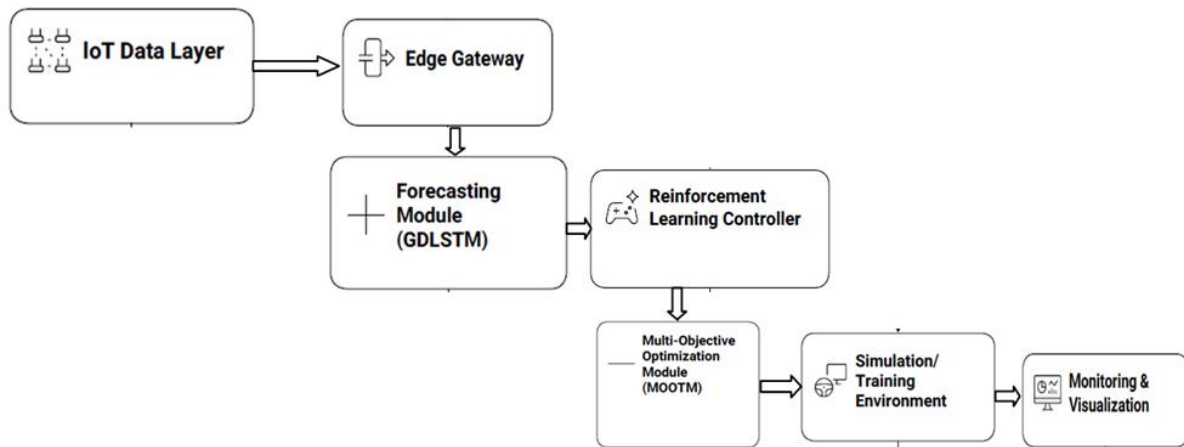 IoT Data Layer
Edge Gateway
Forecasting
Module
(GDLSTM)
Reinforcement
Learning Controller
Multi-Objective
Optimization
Module
(MOOTM)
Simulation/
Training
Environment
Monitoring &
Visualization